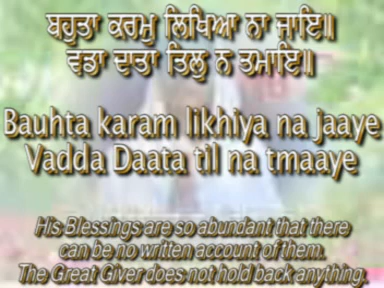 ਬਹੁਤਾ ਕਰਮੁ ਲਿਖਿਆ ਨਾ ਜਾਇ॥
ਵਡਾ ਦਾਤਾ ਤਿਲੁ ਨ ਤਮਾਇ॥
Bauhta karam likhiya na jaaye
Vadda Daata til na tmaaye
His Blessings are so abundant that there
can be no written account of them.
The Great Giver does not hold back anything.